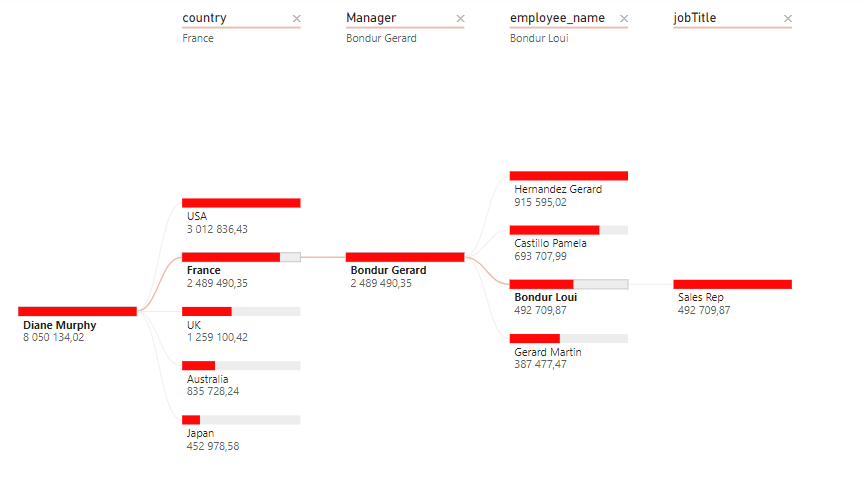 country
Manager
employee_name
jobTitle
France
Bondur Gerard
Bondur Loui
Diane Murphy
8 050 134,02
USA
3 012 836,43
France
2 489 490,35
UK
1 259 100,42
Australia
835 728,24
Japan
452 978,58
Bondur Gerard
2 489 490,35
Hernandez Gerard
915 595,02
Castillo Pamela
693 707,99
Bondur Loui
492 709,87
Gerard Martin
387 477,47
Sales Rep
492 709,87